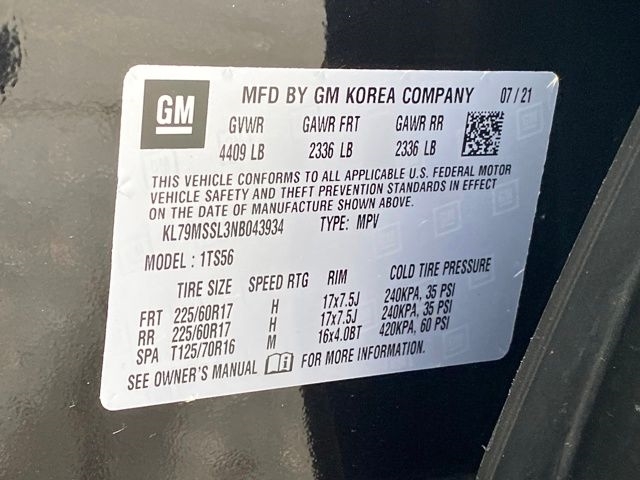 GM MFD BY GM KOREA COMPANY 07/21
GVWR GAWR FRT GAWR RR
4409 LB 2336 LB 2336 LB
THIS VEHICLE CONFORMS TO ALL APPLICABLE U.S. FEDERAL MOTOR
VEHICLE SAFETY AND THEFT PREVENTION STANDARDS IN EFFECT
ON THE DATE OF MANUFACTURE SHOWN ABOVE.
KL79MSSL3NB043934 TYPE: MPV
MODEL : 1TS56
TIRE SIZE SPEED RTG RIM COLD TIRE PRESSURE
FRT 225/60R17 H 17x7.5J 240KPA, 35 PSI
RR 225/60R17 H 17x7.5J 240KPA, 35 PSI
SPA T125/70R16 M 16x4.0BT 420KPA, 60 PSI
SEE OWNER'S MANUAL FOR MORE INFORMATION.